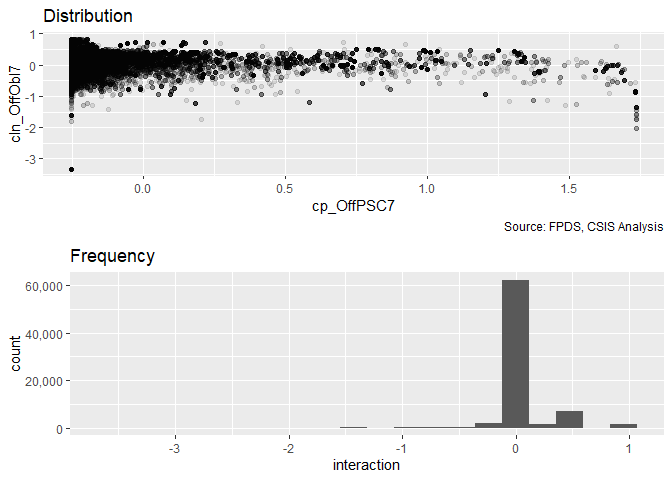 Distribution
1
0
-1
-2
-3
cln_OffObl7
0.0 0.5 1.0 1.5
cp_OffPSC7
Source: FPDS, CSIS Analysis
Frequency
60,000
40,000
20,000
0
count
-3 -2 -1 0 1
interaction